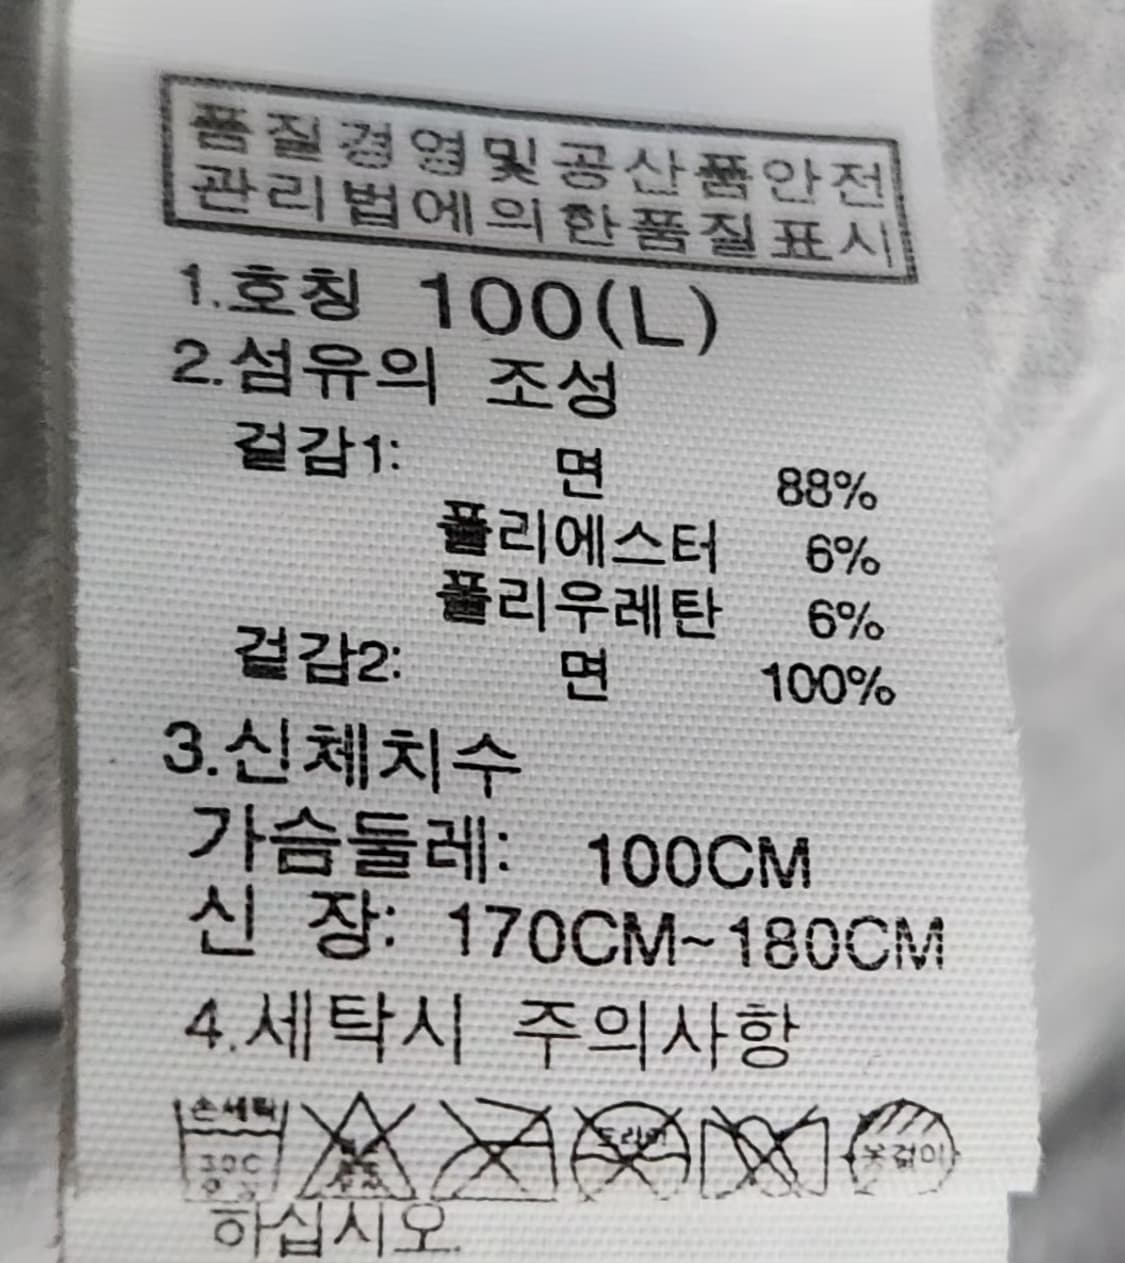 품질경영및공산품안전
관리법에의한품질표시
1.호칭 100(L)
2.섬유의 조성
겉감1: 면 88%
폴리에스터 6%
폴리우레탄 6%
겉감2: 면 100%
3.신체치수
가슴둘레: 100CM
신 장: 170CM~180CM
4.세탁시 주의사항
손세탁 드라이 옷걸이
30C
하십시오.